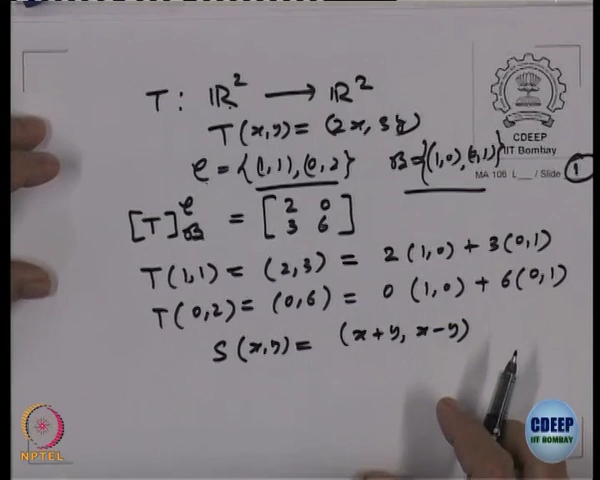 T : ℝ² ⟶ ℝ²
T(x,y) = (2x, 3y)
CDEEP
IIT Bombay
C = {(1,1), (0,2)} B = {(1,0), (0,1)}
MA 106 L___ / Slide 1
[T]_B^C = [2 0
3 6]
T(1,1) = (2,3) = 2(1,0) + 3(0,1)
T(0,2) = (0,6) = 0(1,0) + 6(0,1)
S(x,y) = (x+y, x-y)
NPTEL
CDEEP
IIT BOMBAY